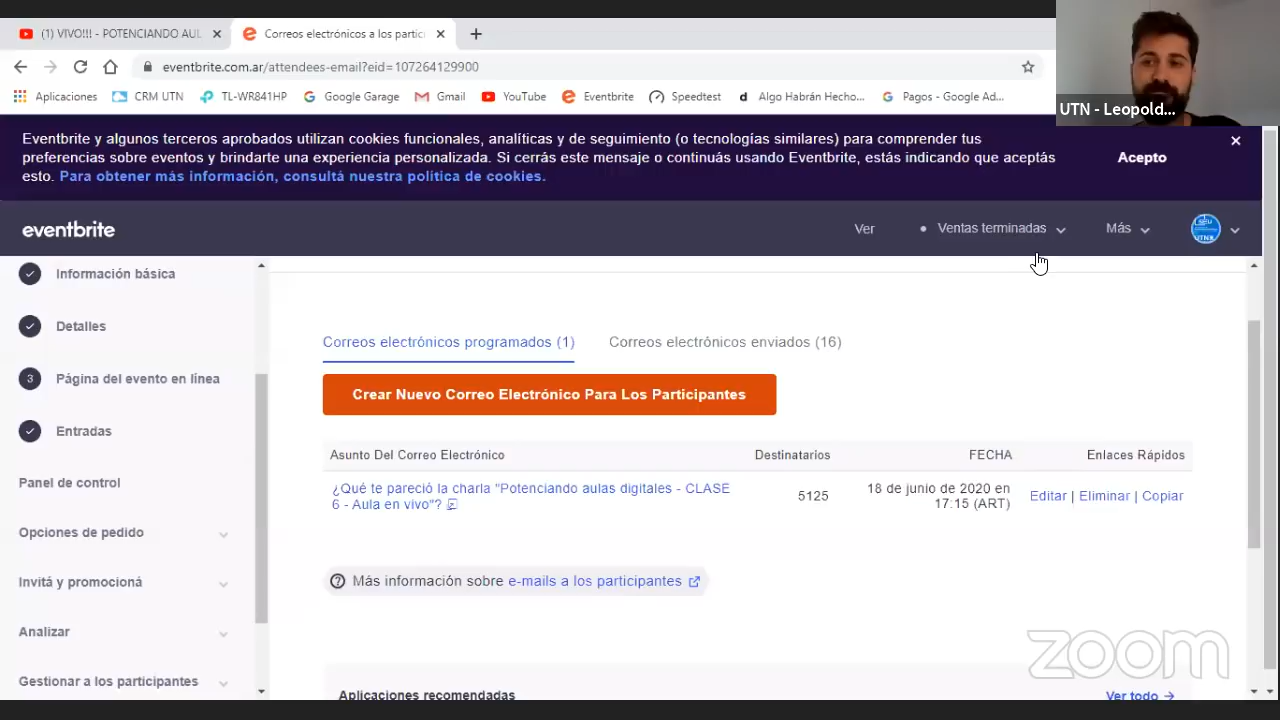 (1) VIVO!!! - POTENCIANDO AUL
Correos electrónicos a los partic
eventbrite.com.ar/attendees-email?eid=107264129900
Aplicaciones
CRM UTN
TL-WR841HP
Google Garage
Gmail
YouTube
Eventbrite
Speedtest
Algo Habrán Hecho...
Pagos - Google Ad...
UTN - Leopold...
Eventbrite y algunos terceros aprobados utilizan cookies funcionales, analíticas y de seguimiento (o tecnologías similares) para comprender tus
preferencias sobre eventos y brindarte una experiencia personalizada. Si cerrás este mensaje o continuás usando Eventbrite, estás indicando que aceptás
esto. Para obtener más información, consultá nuestra política de cookies.
Acepto
eventbrite
Ver
Ventas terminadas
Más
UTN
Información básica
Detalles
3 Página del evento en línea
Entradas
Panel de control
Opciones de pedido
Invitá y promocioná
Analizar
Gestionar a los participantes
Correos electrónicos programados (1)
Correos electrónicos enviados (16)
Crear Nuevo Correo Electrónico Para Los Participantes
Asunto Del Correo Electrónico
Destinatarios
FECHA
Enlaces Rápidos
¿Qué te pareció la charla "Potenciando aulas digitales - CLASE
6 - Aula en vivo"?
5125
18 de junio de 2020 en
17:15 (ART)
Editar | Eliminar | Copiar
Más información sobre e-mails a los participantes
Aplicaciones recomendadas
Ver todo
zoom